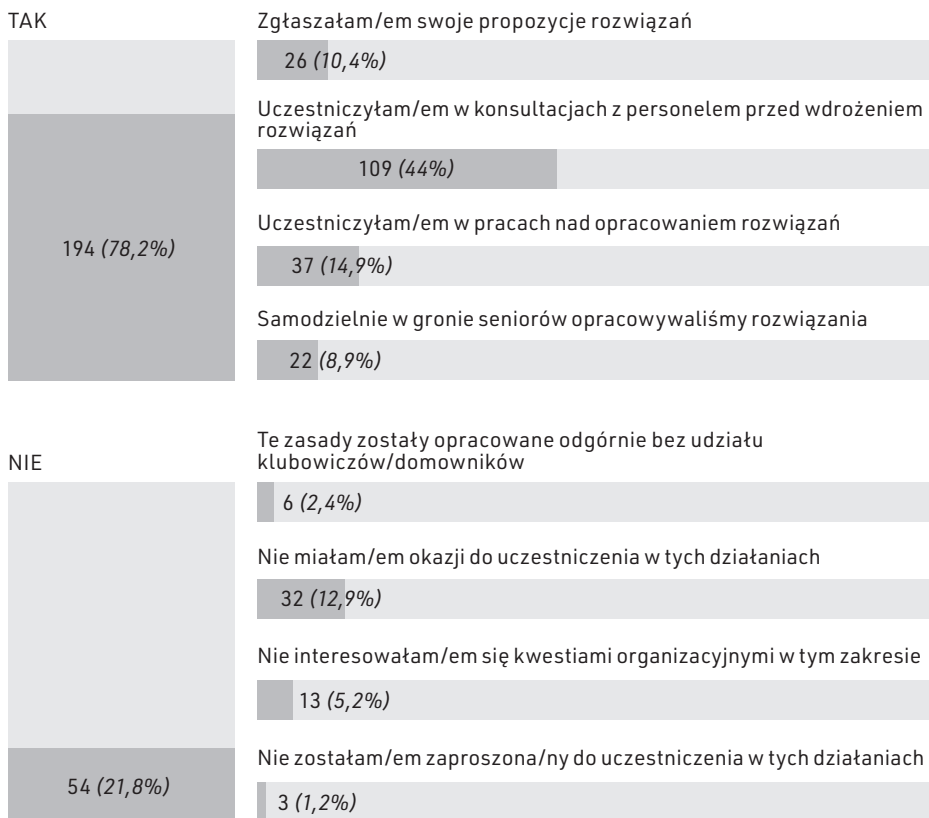 TAK
194 (78,2%)
Zgłaszałam/em swoje propozycje rozwiązań
26 (10,4%)
Uczestniczyłam/em w konsultacjach z personelem przed wdrożeniem
rozwiązań
109 (44%)
Uczestniczyłam/em w pracach nad opracowaniem rozwiązań
37 (14,9%)
Samodzielnie w gronie seniorów opracowywaliśmy rozwiązania
22 (8,9%)
NIE
54 (21,8%)
Te zasady zostały opracowane odgórnie bez udziału
klubowiczów/domowników
6 (2,4%)
Nie miałam/em okazji do uczestniczenia w tych działaniach
32 (12,9%)
Nie interesowałam/em się kwestiami organizacyjnymi w tym zakresie
13 (5,2%)
Nie zostałam/em zaproszona/ny do uczestniczenia w tych działaniach
3 (1,2%)